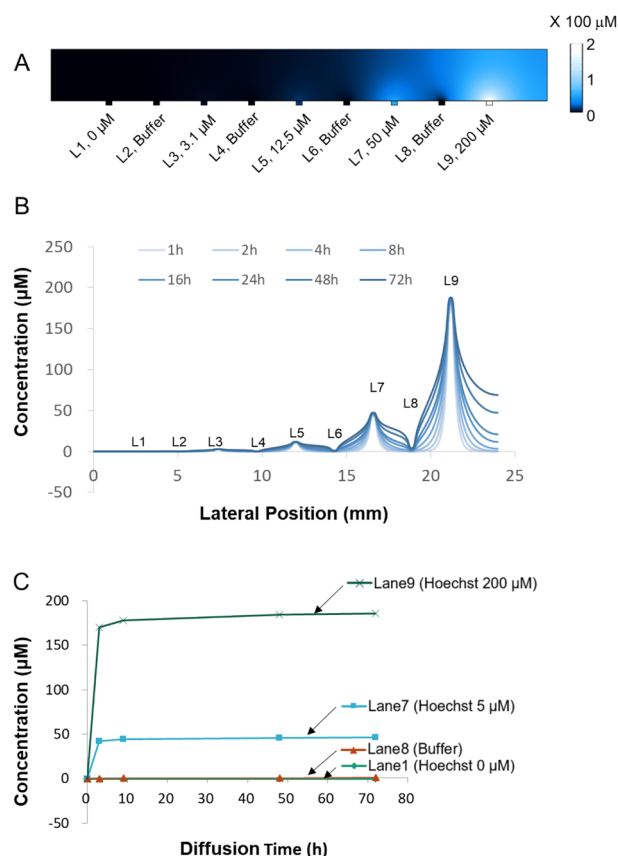 X 100 µM
A
2
1
0
L1, 0 µM
L2, Buffer
L3, 3.1 µM
L4, Buffer
L5, 12.5 µM
L6, Buffer
L7, 50 µM
L8, Buffer
L9, 200 µM
B
1h 2h 4h 8h
16h 24h 48h 72h
Concentration (µM)
250
200
150
100
50
0
-50
L1 L2 L3 L4 L5 L6 L7 L8 L9
0 5 10 15 20 25
Lateral Position (mm)
C
Concentration (µM)
200
150
100
50
0
-50
Lane9 (Hoechst 200 µM)
Lane7 (Hoechst 5 µM)
Lane8 (Buffer)
Lane1 (Hoechst 0 µM)
0 10 20 30 40 50 60 70 80
Diffusion Time (h)